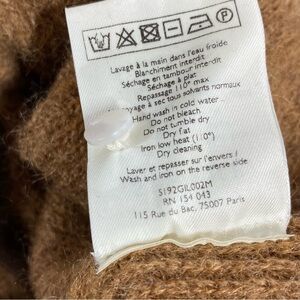 Lavage à la main dans l'eau froide
Blanchiment interdit
Séchage en tambour interdit
Séchage à plat
Repassage 110° max
Nettoyage à sec tous solvants normaux
Hand wash in cold water
Do not bleach
Do not tumble dry
Dry flat
Iron low heat (110°)
Dry cleaning
Laver et repasser sur l'envers /
Wash and iron on the reverse side
S192GIL002M
RN 154 043
115 Rue du Bac, 75007 Paris